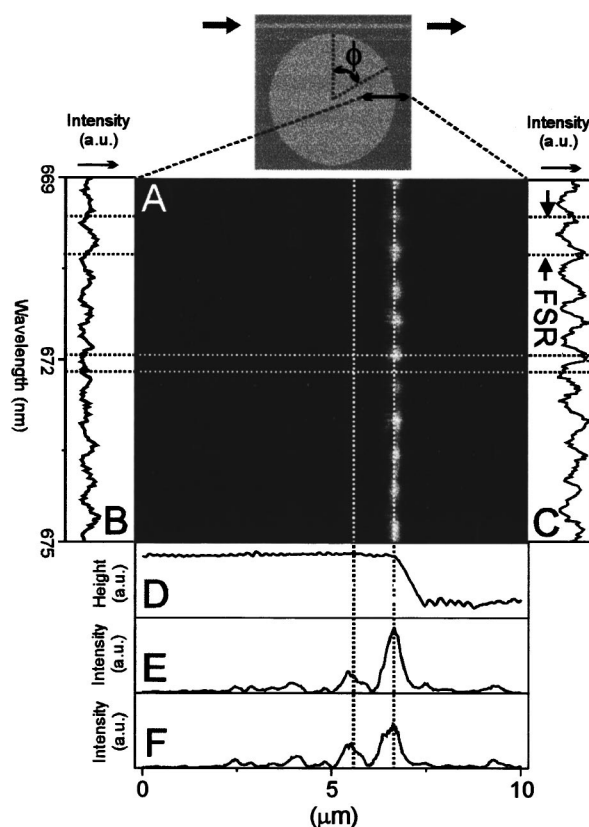 ϕ
Intensity
(a.u.)
Intensity
(a.u.)
669
672
675
Wavelength (nm)
A
B
C
FSR
Height
(a.u.)
D
Intensity
(a.u.)
E
Intensity
(a.u.)
F
0
5
10
(μm)